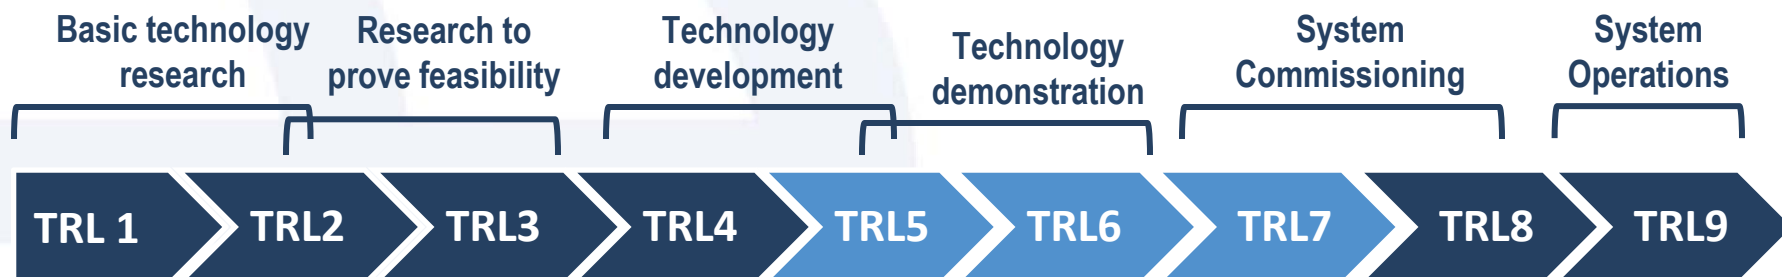 Basic technology
research
Research to
prove feasibility
Technology
development
Technology
demonstration
System
Commissioning
System
Operations
TRL 1
TRL2
TRL3
TRL4
TRL5
TRL6
TRL7
TRL8
TRL9